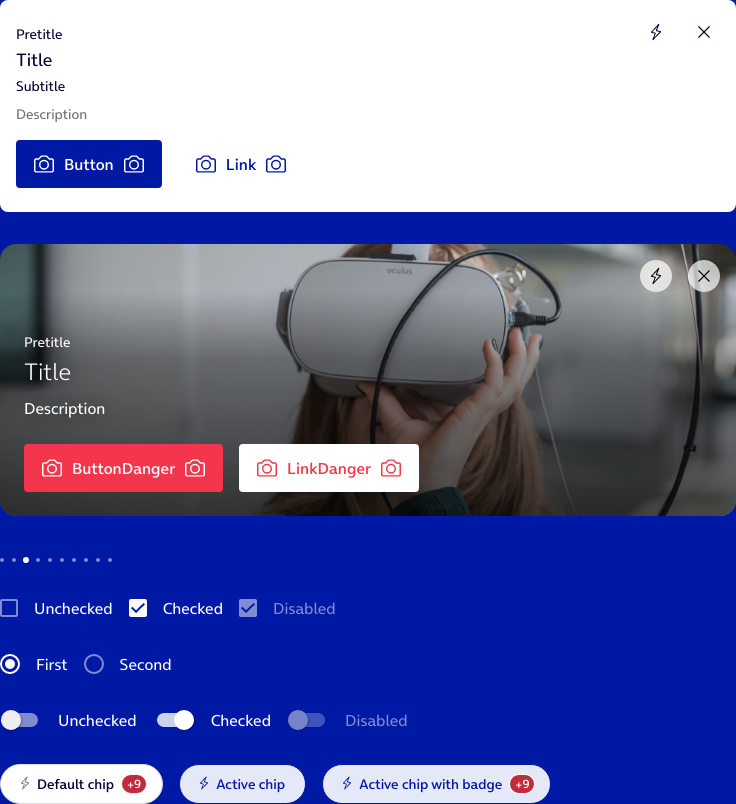 Pretitle
Title
Subtitle
Description
Button Link
oculus
Pretitle
Title
Description
ButtonDanger LinkDanger
Unchecked Checked Disabled
First Second
Unchecked Checked Disabled
Default chip +9 Active chip Active chip with badge +9